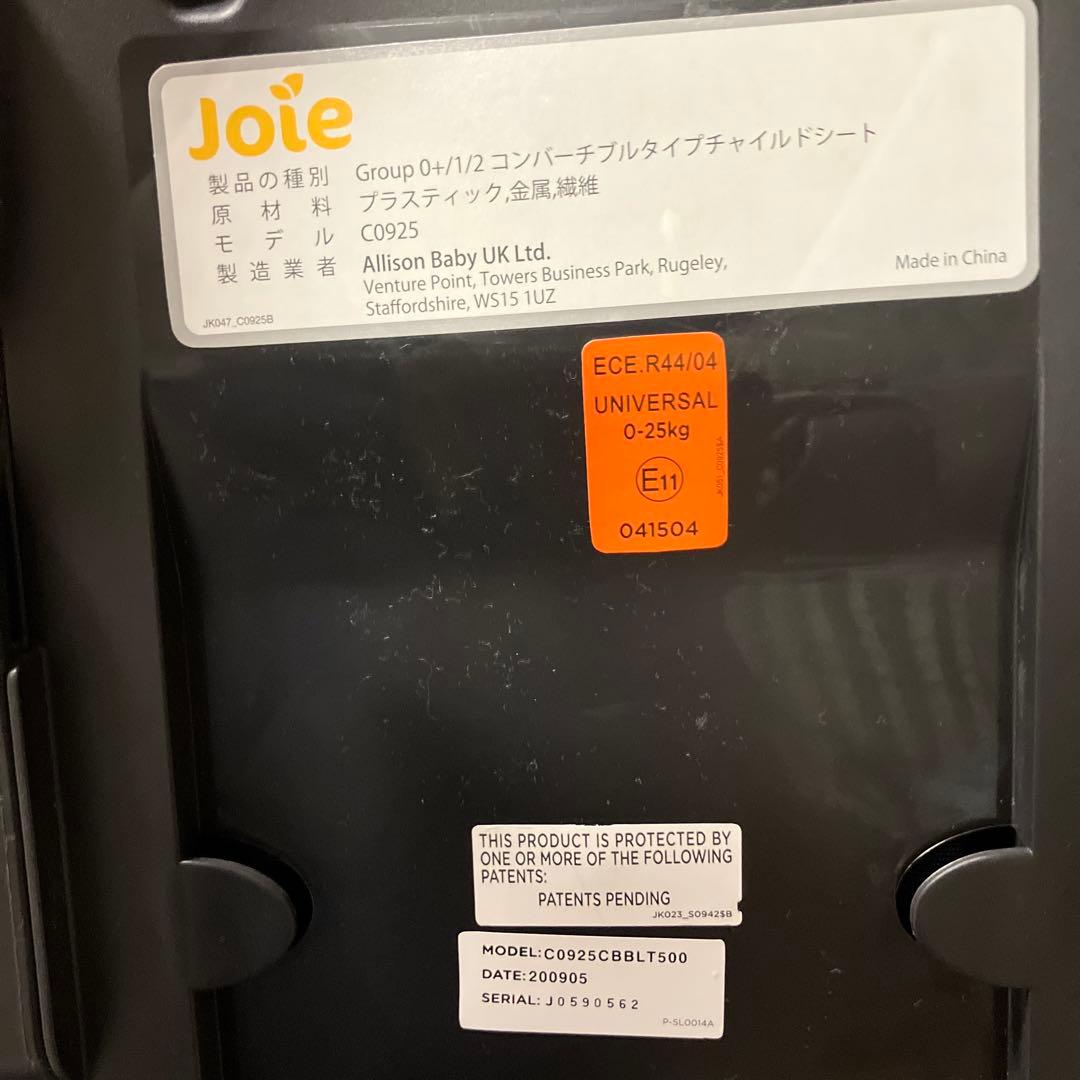 Joie
製品の種別 Group 0+/1/2 コンバーチブルタイプチャイルドシート
原材料 プラスティック,金属,繊維
モデル C0925
製造業者 Allison Baby UK Ltd.
Venture Point, Towers Business Park, Rugeley,
Staffordshire, WS15 1UZ
Made in China
JK047_C0925B
ECE.R44/04
UNIVERSAL
0-25kg
E11
041504
THIS PRODUCT IS PROTECTED BY
ONE OR MORE OF THE FOLLOWING
PATENTS:
PATENTS PENDING
JK023_S0942$B
MODEL:C0925CBBLT500
DATE:200905
SERIAL: J0590562
P-SL0014A